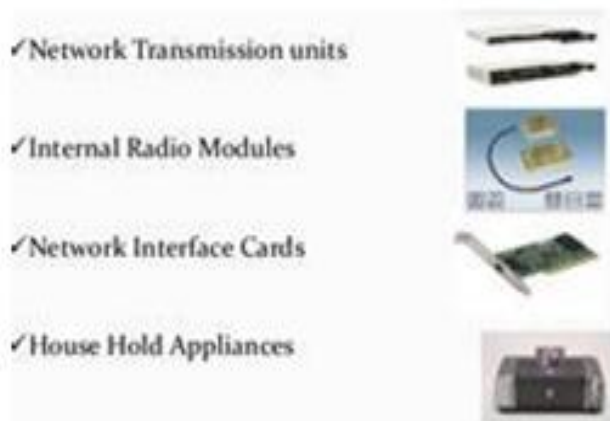 ✓Network Transmission units
✓Internal Radio Modules
✓Network Interface Cards
✓House Hold Appliances